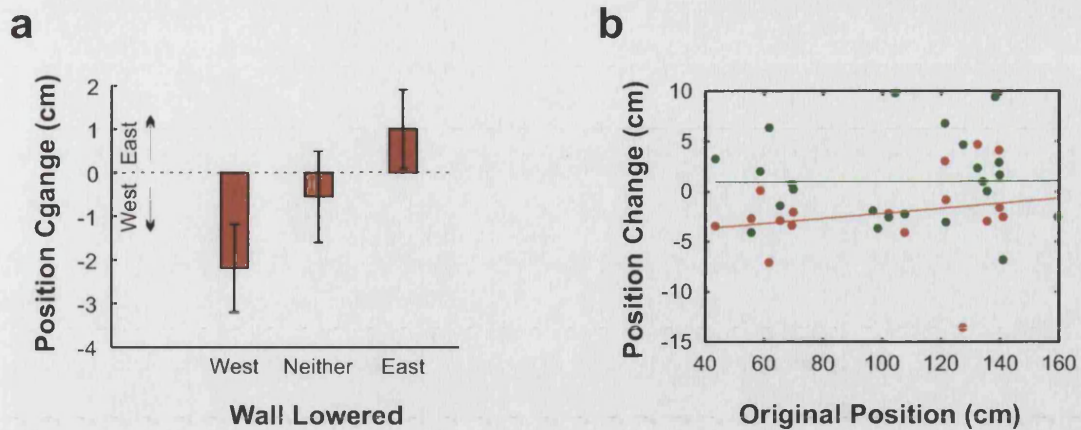 a
Position Cgange (cm)
2
1
0
-1
-2
-3
-4
East
West
West Neither East
Wall Lowered
b
Position Change (cm)
10
5
0
-5
-10
-15
40 60 80 100 120 140 160
Original Position (cm)